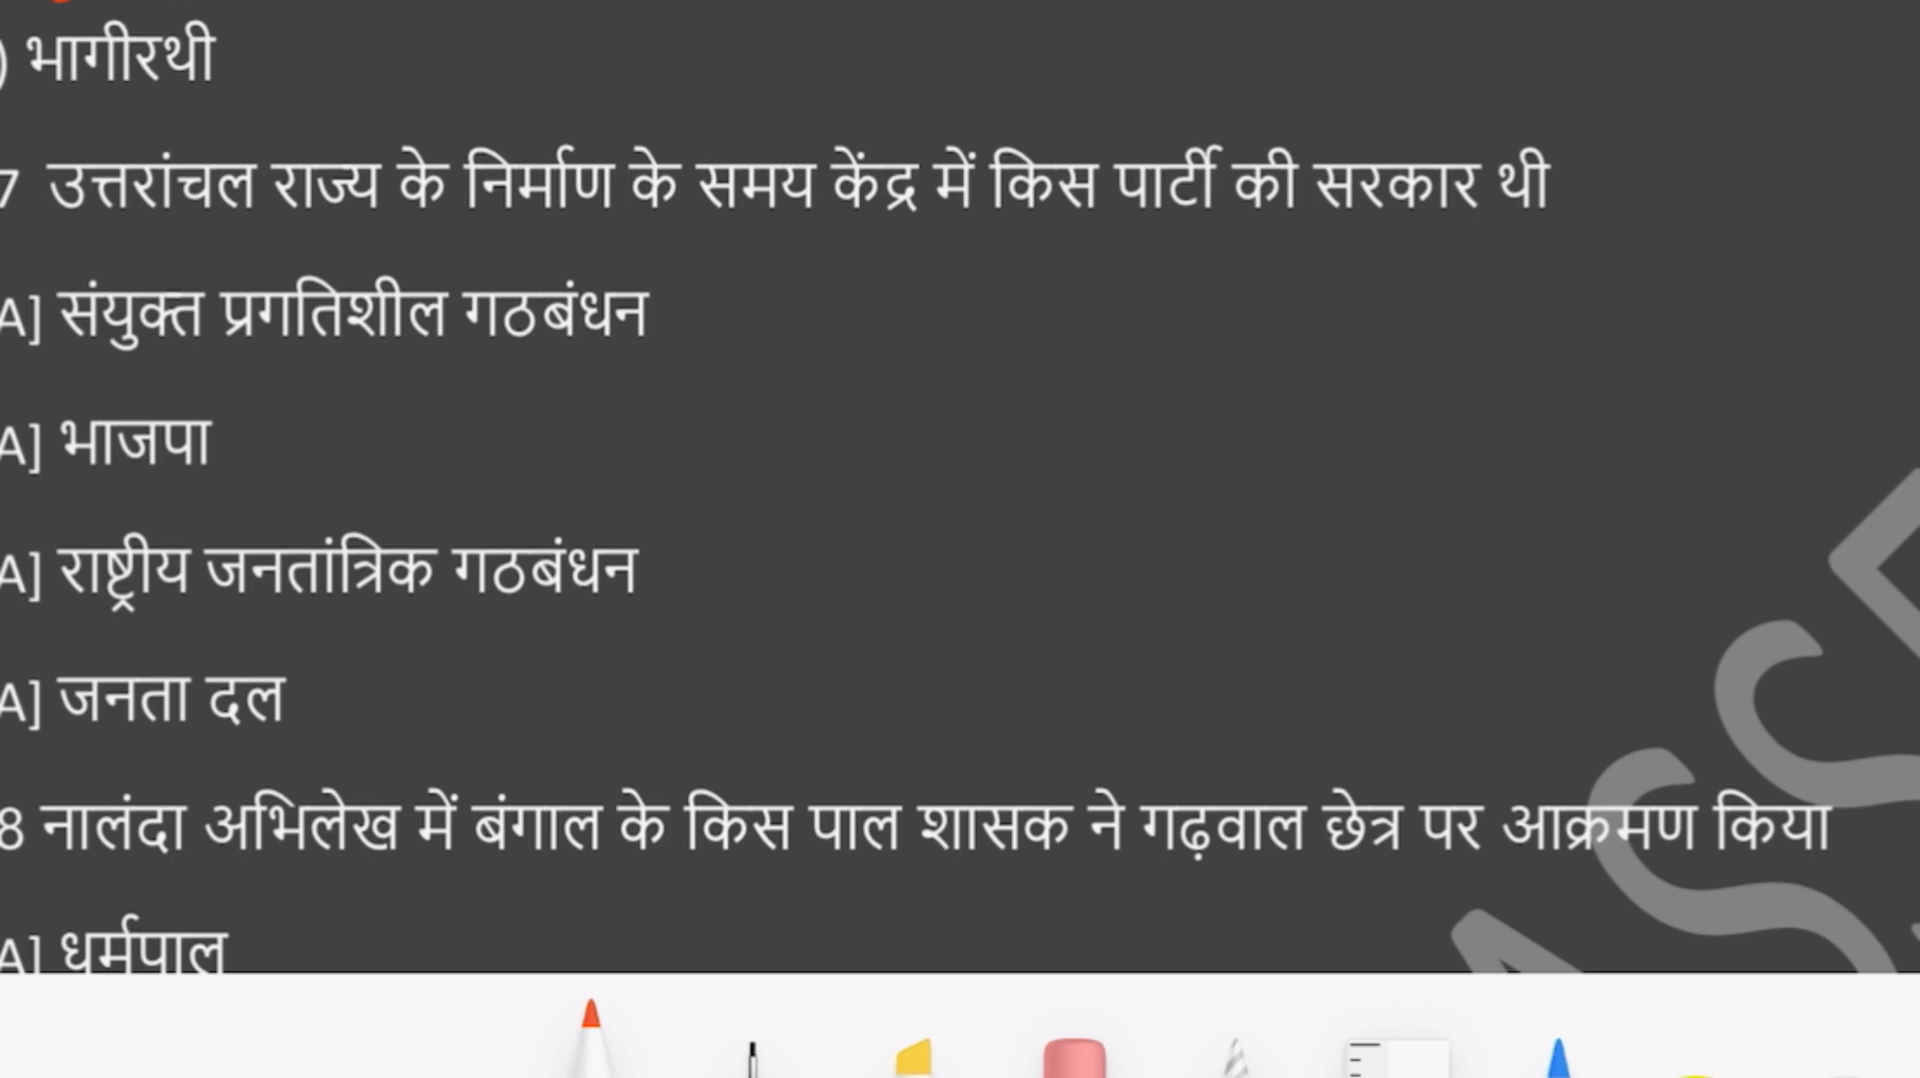 ) भागीरथी
7 उत्तरांचल राज्य के निर्माण के समय केंद्र में किस पार्टी की सरकार थी
A] संयुक्त प्रगतिशील गठबंधन
A] भाजपा
A] राष्ट्रीय जनतांत्रिक गठबंधन
A] जनता दल
8 नालंदा अभिलेख में बंगाल के किस पाल शासक ने गढ़वाल छेत्र पर आक्रमण किया
A] धर्मपाल